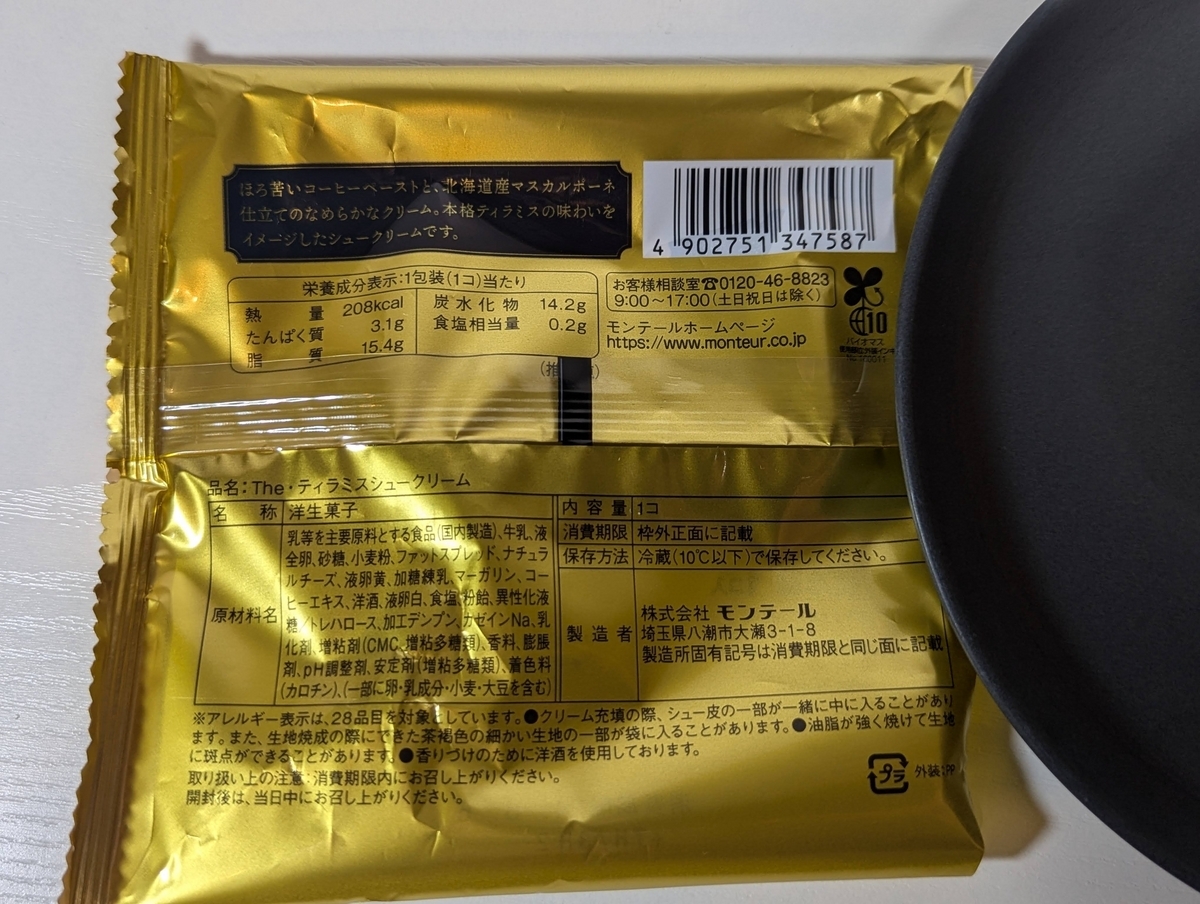 ほろ苦いコーヒーペーストと、北海道産マスカルポーネ
仕立てのなめらかなクリーム。本格ティラミスの味わいを
イメージしたシュークリームです。
4 902751 347587
栄養成分表示:1包装(1コ)当たり
熱量 208kcal
たんぱく質 3.1g
脂質 15.4g
炭水化物 14.2g
食塩相当量 0.2g
お客様相談室☎0120-46-8823
9:00〜17:00(土日祝日は除く)
モンテールホームページ
https://www.monteur.co.jp
10
バイオマス
品名:The・ティラミスシュークリーム
名称 洋生菓子
原材料名
乳等を主要原料とする食品(国内製造)、牛乳、液
全卵、砂糖、小麦粉、ファットスプレッド、ナチュラ
ルチーズ、液卵黄、加糖練乳、マーガリン、コー
ヒーエキス、洋酒、液卵白、食塩、粉飴、異性化液
糖/トレハロース、加工デンプン、カゼインNa、乳
化剤、増粘剤(CMC、増粘多糖類)、香料、膨脹
剤、pH調整剤、安定剤(増粘多糖類)、着色料
(カロチン)、(一部に卵・乳成分・小麦・大豆を含む)
内容量 1コ
消費期限 枠外正面に記載
保存方法 冷蔵(10℃以下)で保存してください。
製造者
株式会社 モンテール
埼玉県八潮市大瀬3-1-8
製造所固有記号は消費期限と同じ面に記載
※アレルギー表示は、28品目を対象としています。●クリーム充填の際、シュー皮の一部が一緒に中に入ることがあり
ます。また、生地焼成の際にできた茶褐色の細かい生地の一部が袋に入ることがあります。●油脂が強く焼けて生地
に斑点ができることがあります。●香りづけのために洋酒を使用しております。
取り扱い上の注意:消費期限内にお召し上がりください。
開封後は、当日中にお召し上がりください。
プラ
外装:PP